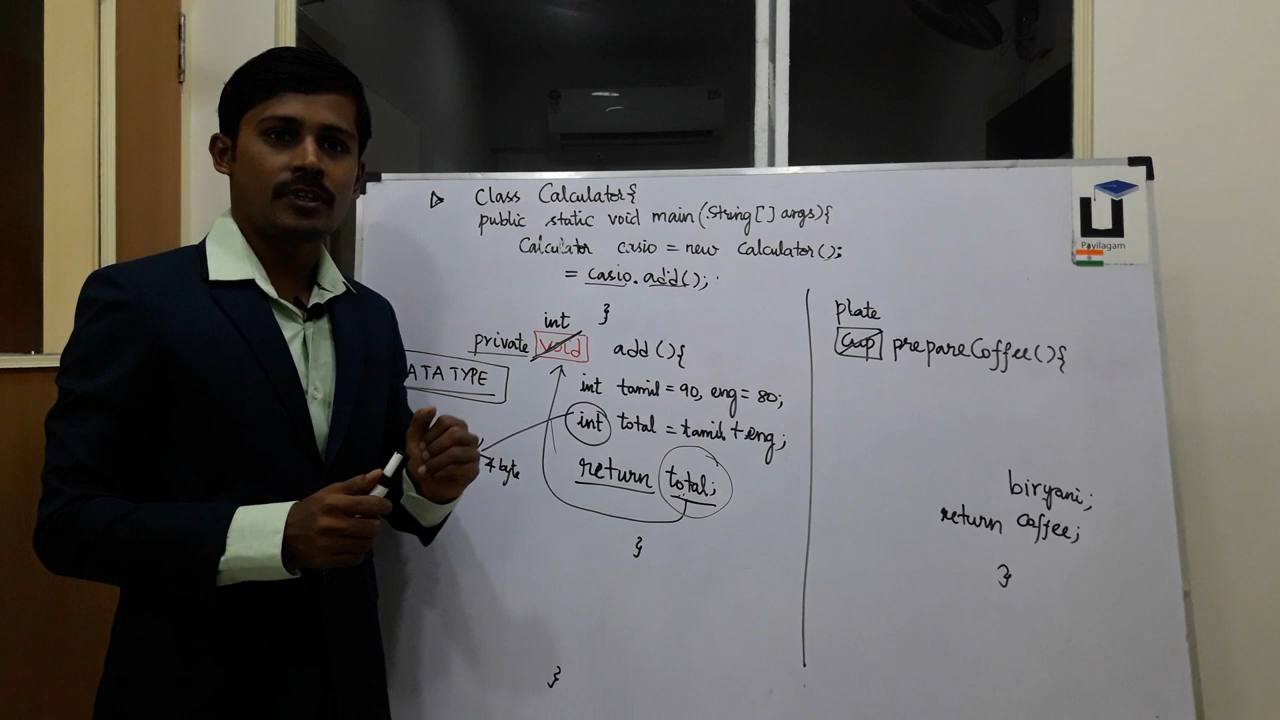 ▷ Class Calculator{
public static void main(String[] args){
Calculator casio = new Calculator();
= casio.add();
}
int
private void add(){
int tamil = 90, eng = 80;
int total = tamil + eng;
return total;
}
}
ATA TYPE
4 byte
plate
Cup prepareCoffee(){
biryani;
return coffee;
}
Payilagam